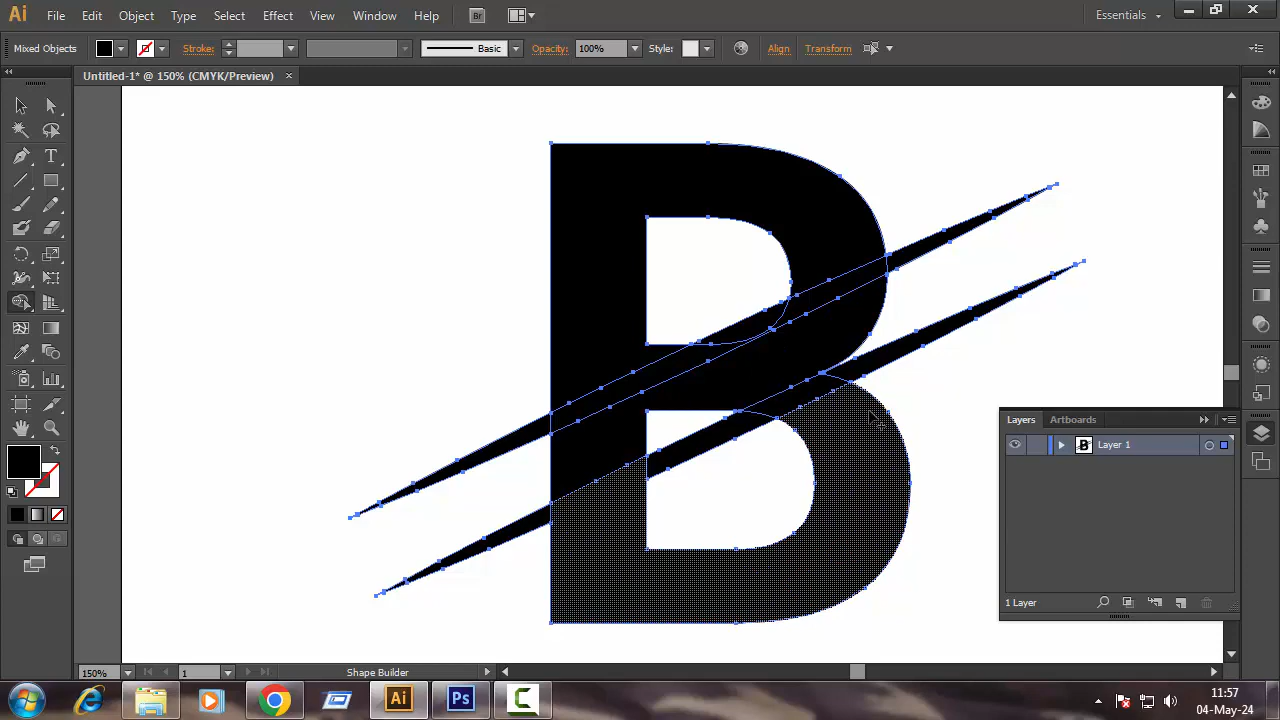 Ai File Edit Object Type Select Effect View Window Help Br Essentials
Mixed Objects Stroke: Basic Opacity: 100% Style: Align Transform
Untitled-1* @ 150% (CMYK/Preview)
T
B
Layers Artboards
B Layer 1
1 Layer
150% 1 Shape Builder
Ai Ps C
11:57
04-May-24